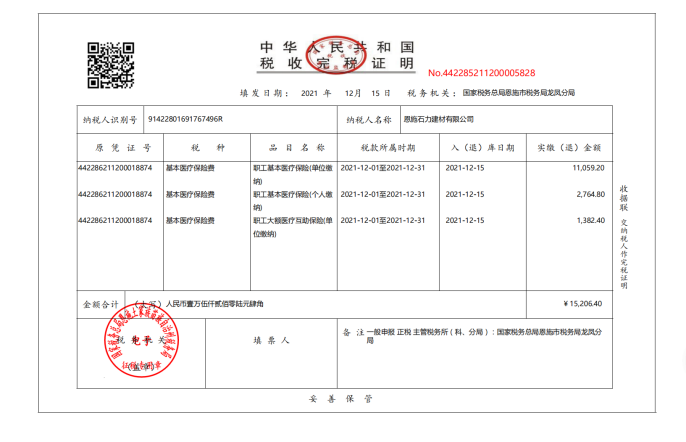 中华人民共和国
税收完税证明
No.442285211200005828
填发日期： 2021 年 12月 15 日 税务机关：国家税务总局恩施市税务局龙凤分局
纳税人识别号 91422801691767496R 纳税人名称 恩施石力建材有限公司
原凭证号 税种 品目名称 税款所属时期 入（退）库日期 实缴（退）金额
442286211200018874 基本医疗保险费 职工基本医疗保险(单位缴 2021-12-01至2021-12-31 2021-12-15 11,059.20
纳)
442286211200018874 基本医疗保险费 职工基本医疗保险(个人缴 2021-12-01至2021-12-31 2021-12-15 2,764.80
纳)
442286211200018874 基本医疗保险费 职工大额医疗互助保险(单 2021-12-01至2021-12-31 2021-12-15 1,382.40
位缴纳)
金额合计 （大写）人民币壹万伍仟贰佰零陆元肆角 ¥15,206.40
税务机关
（盖章）
电子
征税专用章
填票人
备注 一般申报 正税 主管税务所（科、分局）：国家税务总局恩施市税务局龙凤分
局
收据联 交纳税人作完税证明
妥善保管